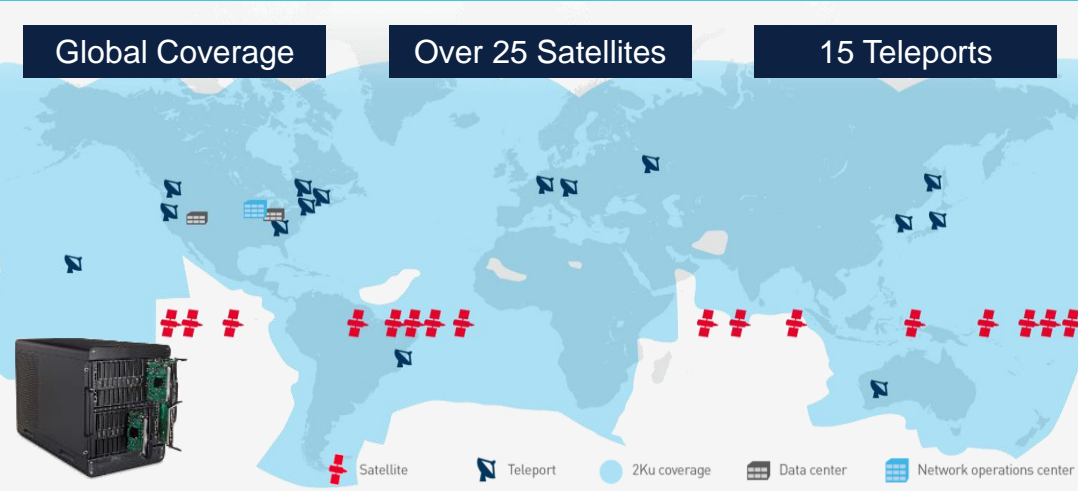 Global Coverage
Over 25 Satellites
15 Teleports
Satellite
Teleport
2Ku coverage
Data center
Network operations center